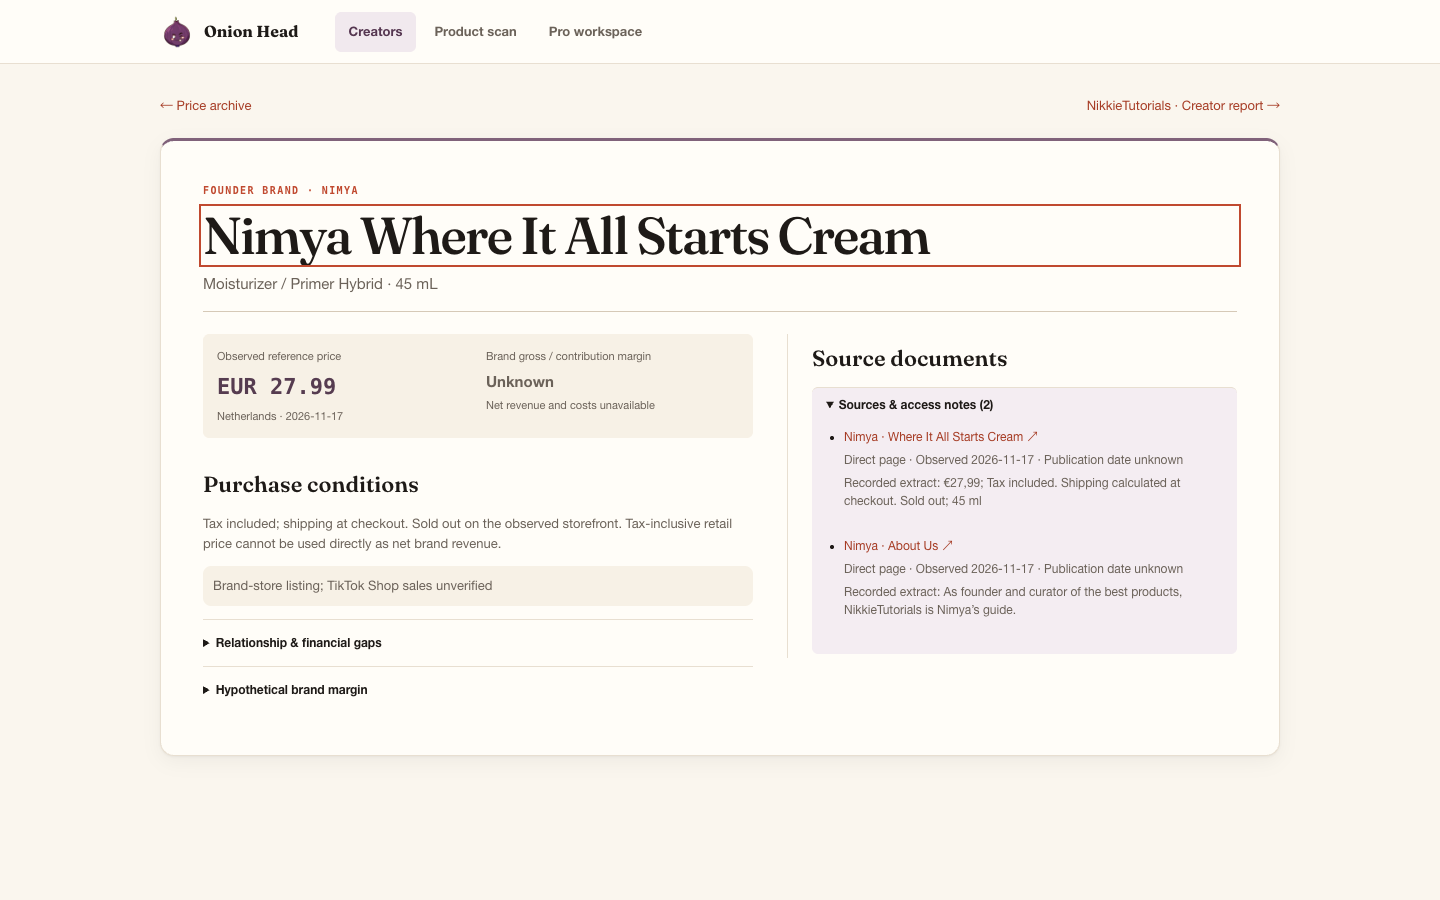 Onion Head
Creators
Product scan
Pro workspace
← Price archive
NikkieTutorials · Creator report →
FOUNDER BRAND · NIMYA
Nimya Where It All Starts Cream
Moisturizer / Primer Hybrid · 45 mL
Observed reference price
EUR 27.99
Netherlands · 2026-11-17
Brand gross / contribution margin
Unknown
Net revenue and costs unavailable
Purchase conditions
Tax included; shipping at checkout. Sold out on the observed storefront. Tax-inclusive retail
price cannot be used directly as net brand revenue.
Brand-store listing; TikTok Shop sales unverified
▶ Relationship & financial gaps
▶ Hypothetical brand margin
Source documents
▼ Sources & access notes (2)
• Nimya · Where It All Starts Cream ↗
Direct page · Observed 2026-11-17 · Publication date unknown
Recorded extract: €27,99; Tax included. Shipping calculated at
checkout. Sold out; 45 ml
• Nimya · About Us ↗
Direct page · Observed 2026-11-17 · Publication date unknown
Recorded extract: As founder and curator of the best products,
NikkieTutorials is Nimya’s guide.